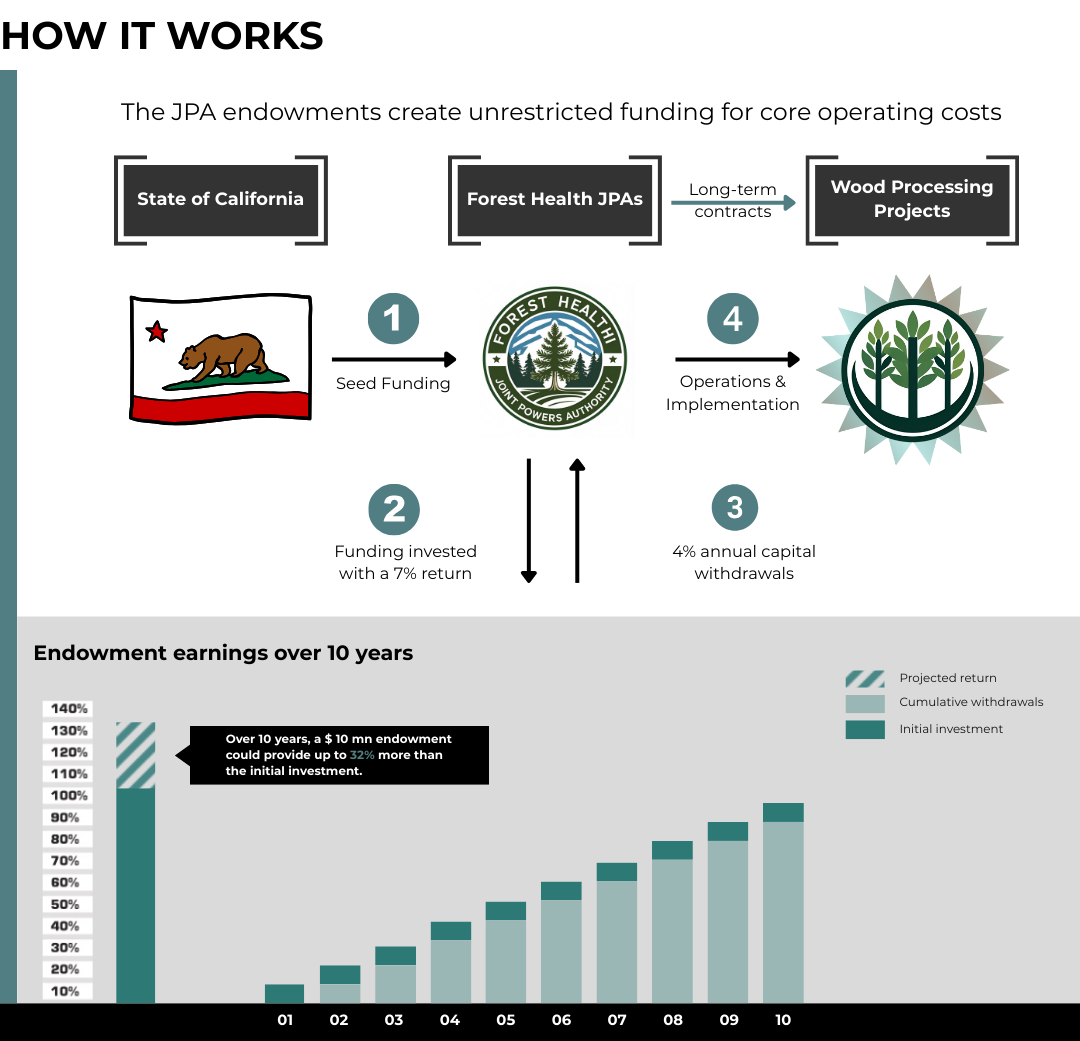 HOW IT WORKS
The JPA endowments create unrestricted funding for core operating costs
State of California
Forest Health JPAs
Long-term
contracts
Wood Processing
Projects
1
Seed Funding
FOREST HEALTHI
JOINT POWERS AUTHORITY
4
Operations &
Implementation
2
Funding invested
with a 7% return
3
4% annual capital
withdrawals
Endowment earnings over 10 years
Projected return
Cumulative withdrawals
Initial investment
140%
130%
120%
110%
100%
90%
80%
70%
60%
50%
40%
30%
20%
10%
Over 10 years, a $ 10 mn endowment
could provide up to 32% more than
the initial investment.
01 02 03 04 05 06 07 08 09 10